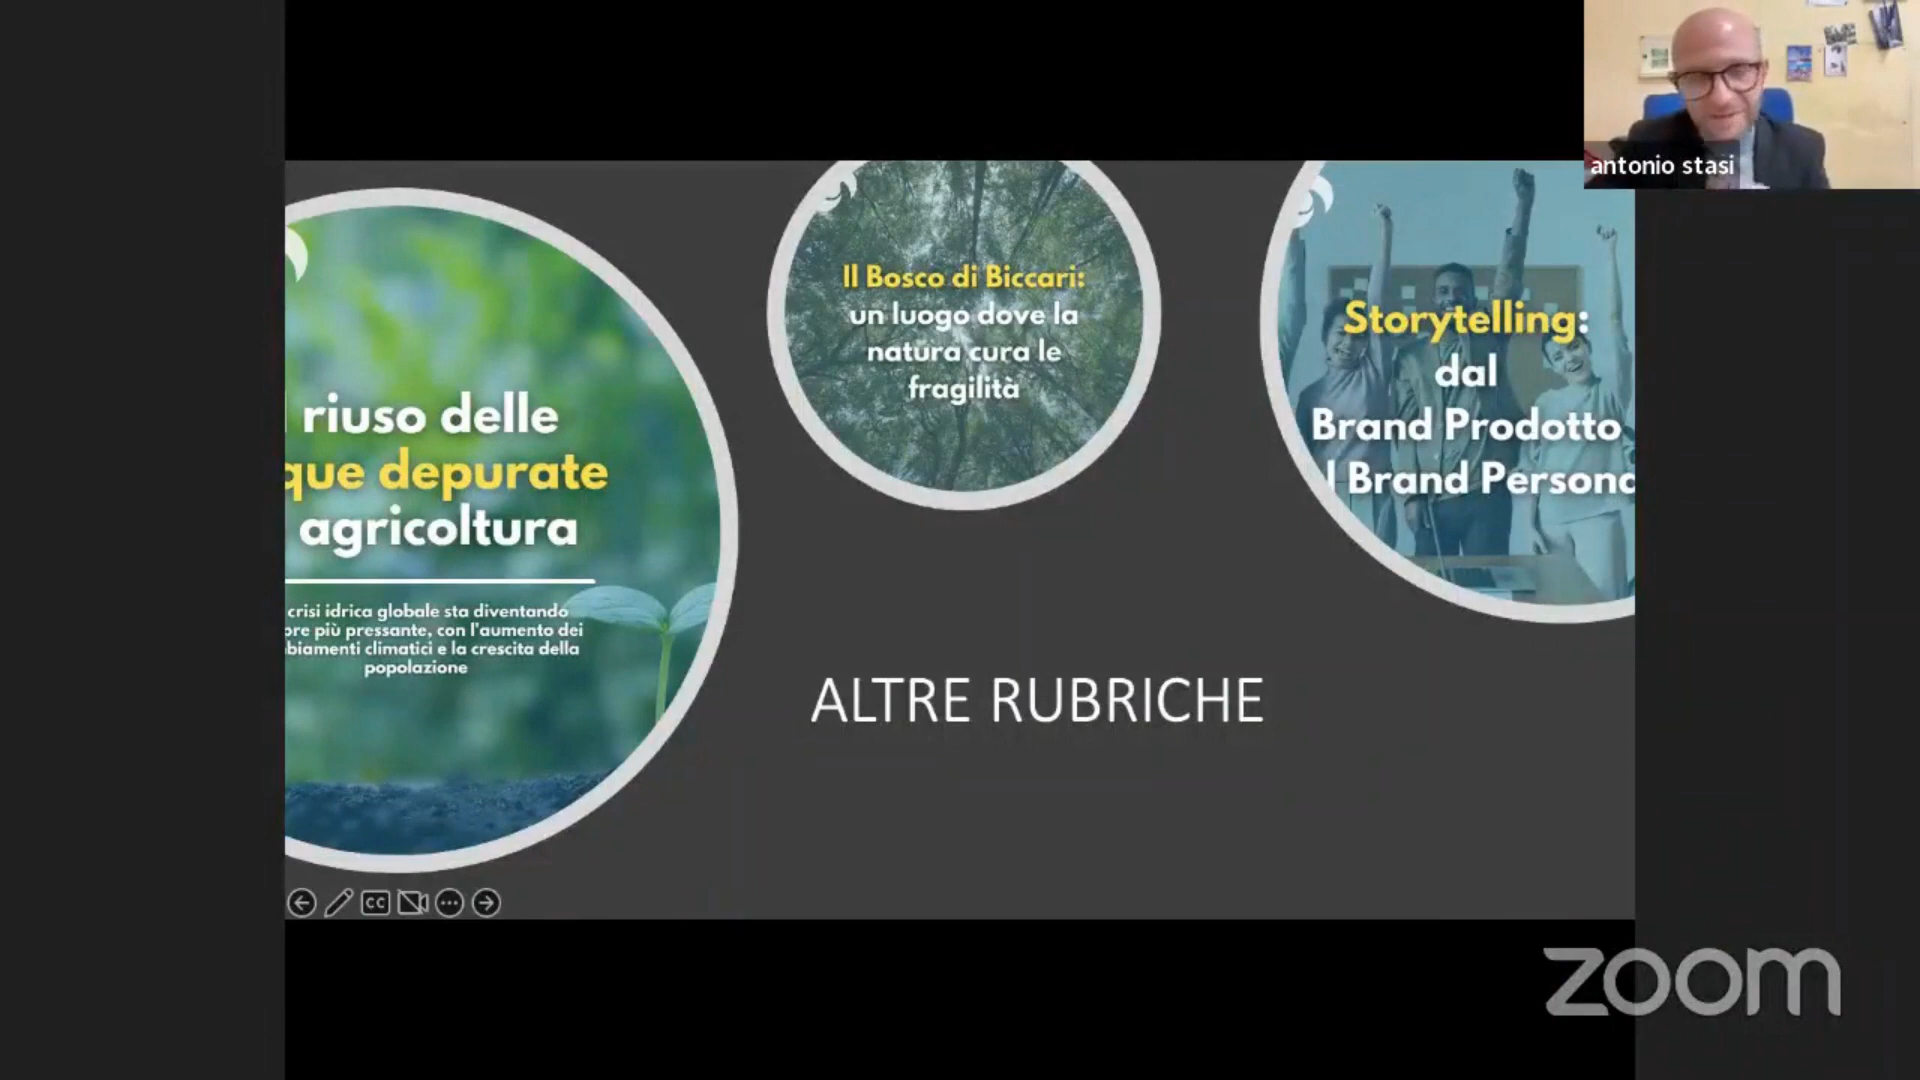 antonio stasi
riuso delle
que depurate
agricoltura
crisi idrica globale sta diventando
ore più pressante, con l'aumento dei
biamenti climatici e la crescita della
popolazione
Il Bosco di Biccari:
un luogo dove la
natura cura le
fragilità
Storytelling:
dal
Brand Prodotto
l Brand Persona
ALTRE RUBRICHE
CC
zoom